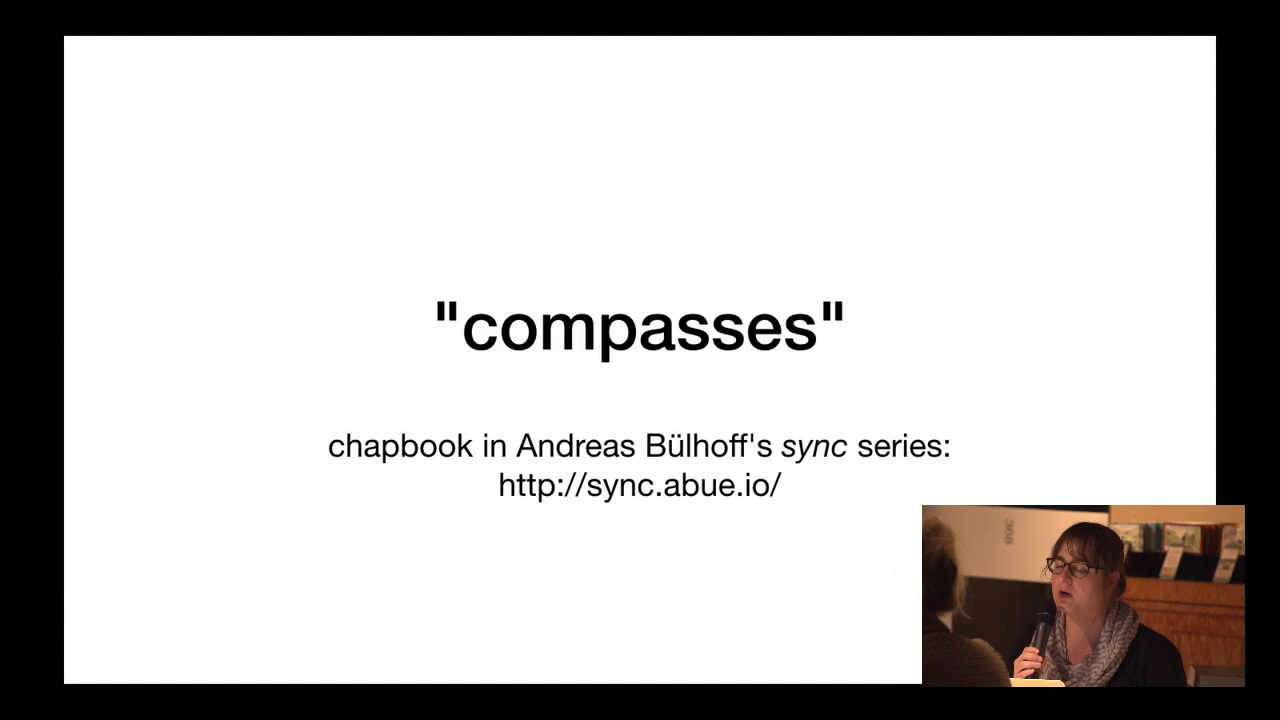 "compasses"
chapbook in Andreas Bülhoff's sync series:
http://sync.abue.io/